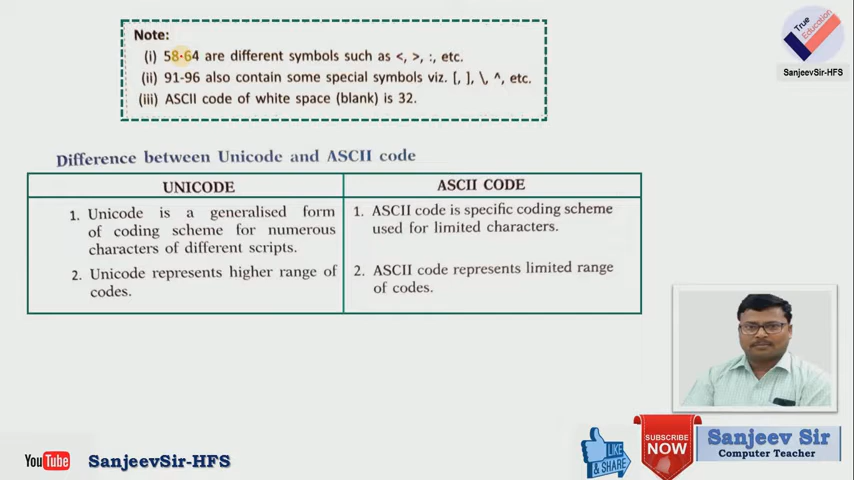 Note:
(i) 58-64 are different symbols such as <, >, :, etc.
(ii) 91-96 also contain some special symbols viz. [, ], \, ^, etc.
(iii) ASCII code of white space (blank) is 32.
True
Education
SanjeevSir-HFS
Difference between Unicode and ASCII code
UNICODE
1. Unicode is a generalised form
of coding scheme for numerous
characters of different scripts.
2. Unicode represents higher range of
codes.
ASCII CODE
1. ASCII code is specific coding scheme
used for limited characters.
2. ASCII code represents limited range
of codes.
LIKE
& SHARE
SUBSCRIBE
NOW
Sanjeev Sir
Computer Teacher
YouTube
SanjeevSir-HFS